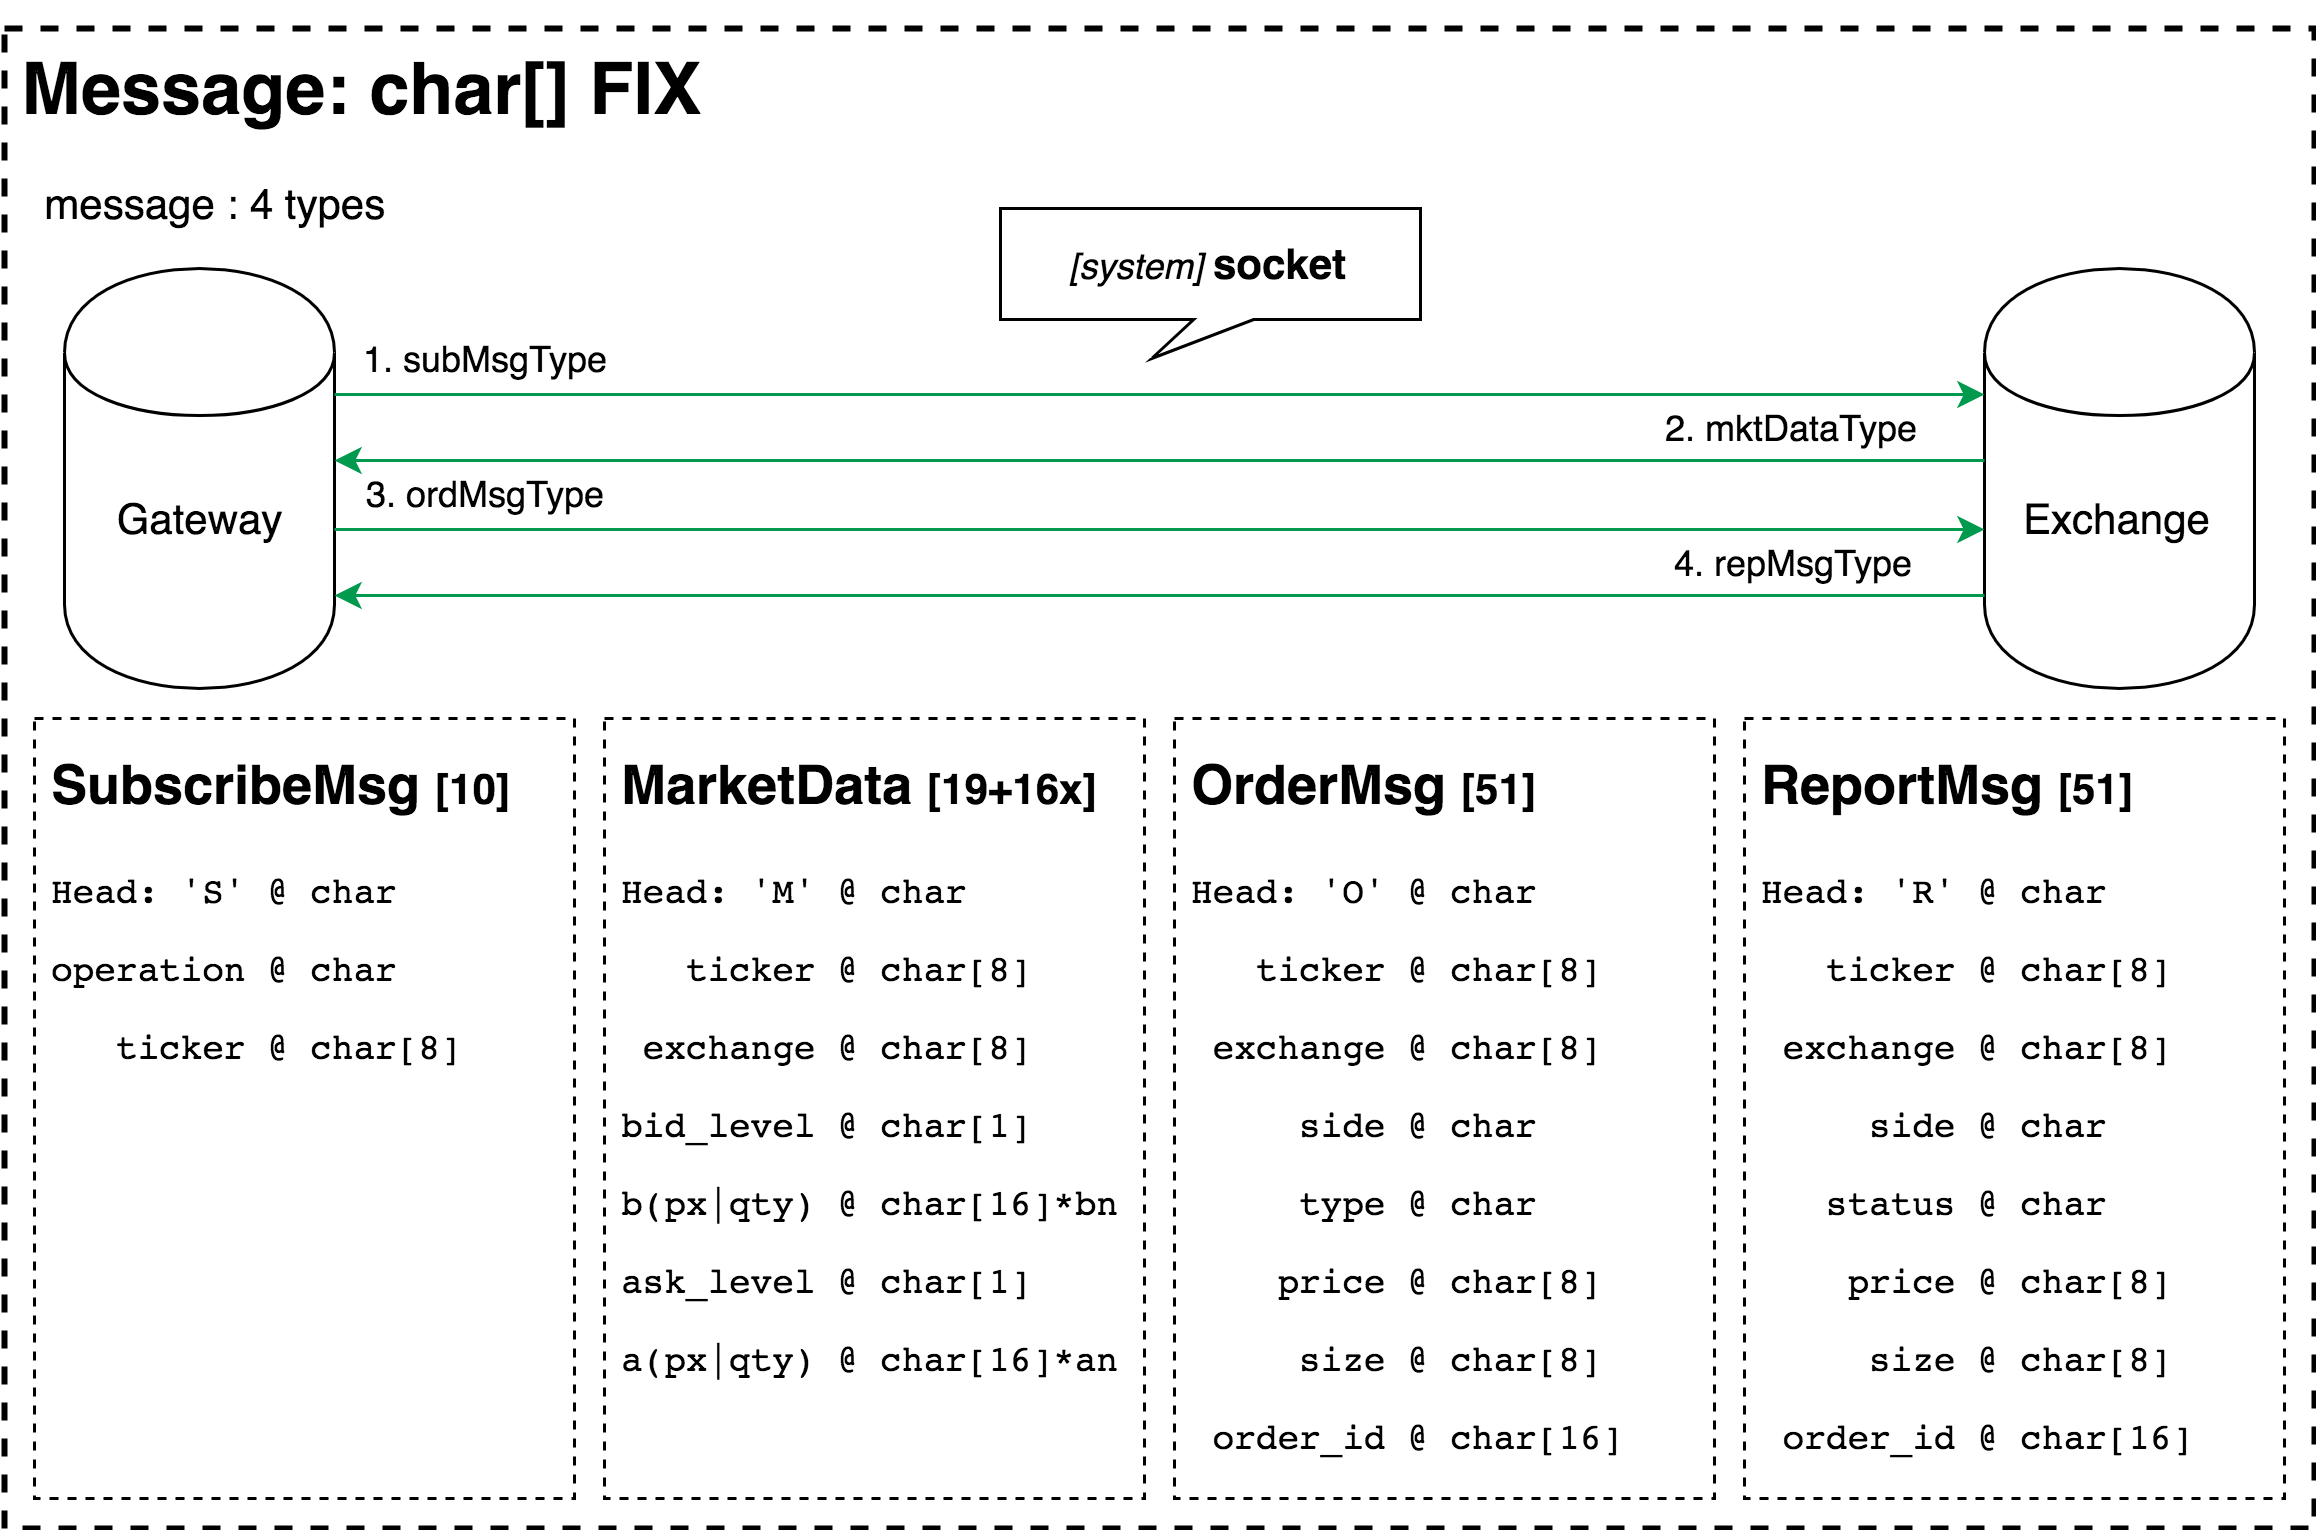 Message: char[] FIX
message : 4 types
[system] socket
1. subMsgType
2. mktDataType
3. ordMsgType
4. repMsgType
Gateway
Exchange
SubscribeMsg [10]
Head: 'S' @ char
operation @ char
ticker @ char[8]
MarketData [19+16x]
Head: 'M' @ char
ticker @ char[8]
exchange @ char[8]
bid_level @ char[1]
b(px|qty) @ char[16]*bn
ask_level @ char[1]
a(px|qty) @ char[16]*an
OrderMsg [51]
Head: 'O' @ char
ticker @ char[8]
exchange @ char[8]
side @ char
type @ char
price @ char[8]
size @ char[8]
order_id @ char[16]
ReportMsg [51]
Head: 'R' @ char
ticker @ char[8]
exchange @ char[8]
side @ char
status @ char
price @ char[8]
size @ char[8]
order_id @ char[16]